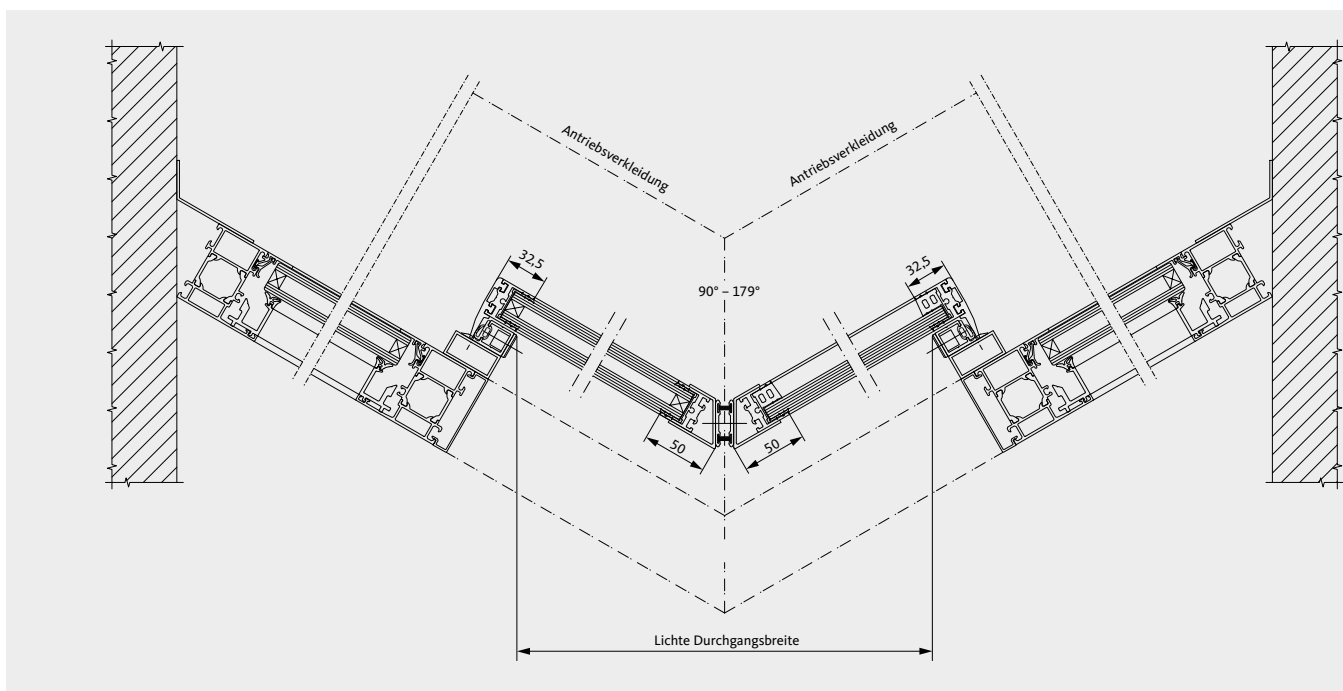 Antriebsverkleidung
Antriebsverkleidung
32,5
32,5
90° – 179°
50
50
Lichte Durchgangsbreite